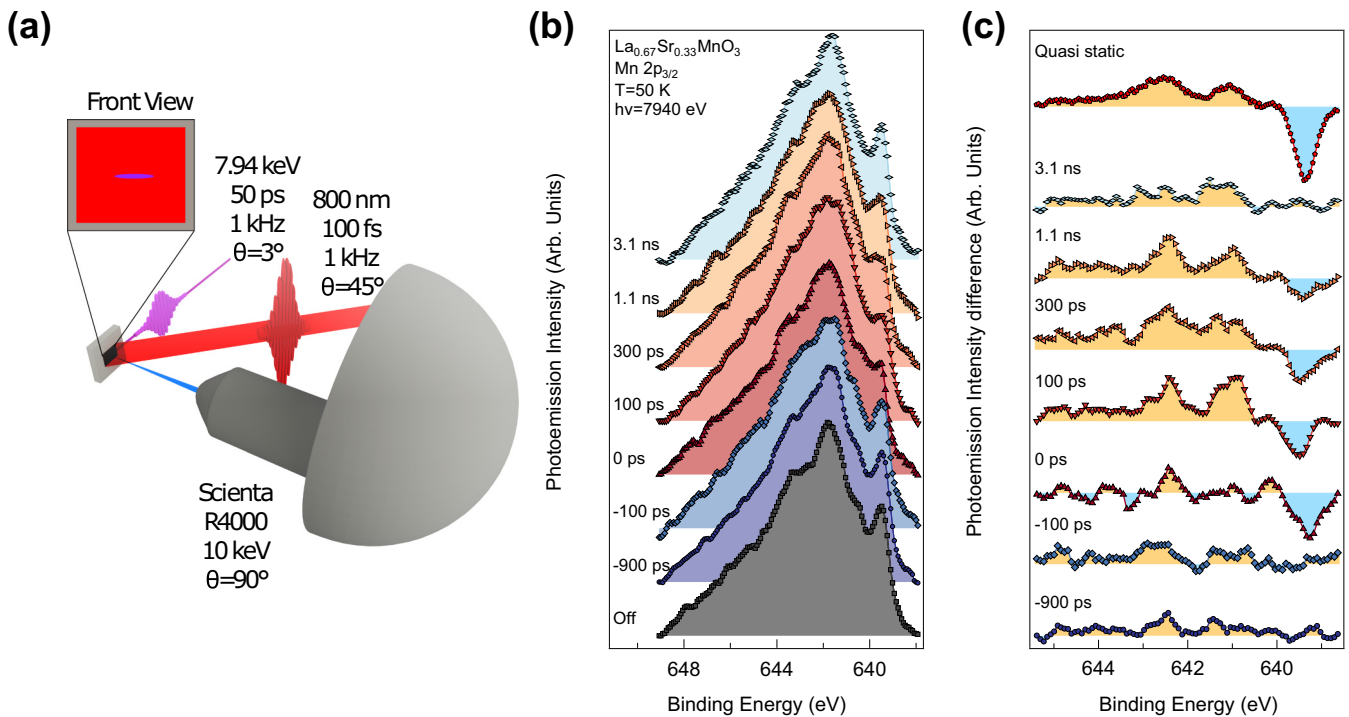 (a)
Front View
7.94 keV
50 ps
1 kHz
θ=3°
800 nm
100 fs
1 kHz
θ=45°
Scienta
R4000
10 keV
θ=90°
(b)
La0.67Sr0.33MnO3
Mn 2p3/2
T=50 K
hv=7940 eV
3.1 ns
1.1 ns
300 ps
100 ps
0 ps
-100 ps
-900 ps
Off
Photoemission Intensity (Arb. Units)
648
644
640
Binding Energy (eV)
(c)
Quasi static
3.1 ns
1.1 ns
300 ps
100 ps
0 ps
-100 ps
-900 ps
Photoemission Intensity difference (Arb. Units)
644
642
640
Binding Energy (eV)